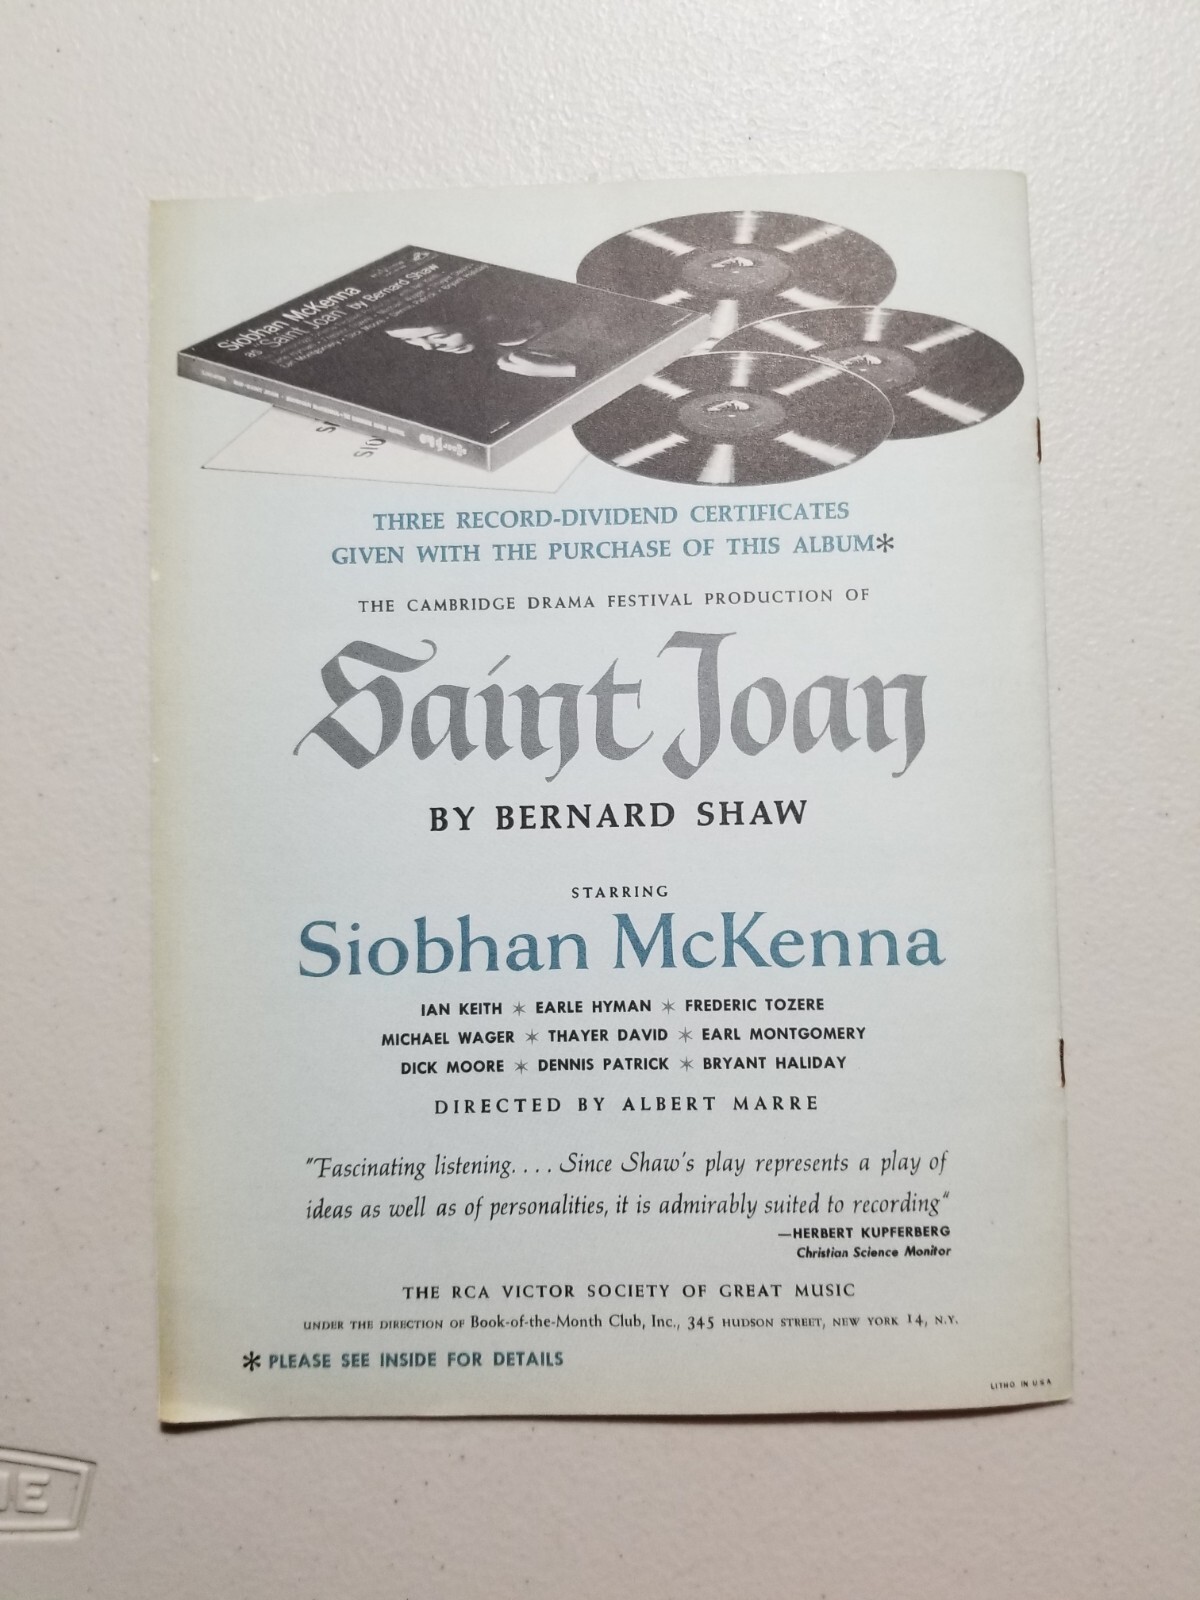 Siobhan McKenna
as "Saint Joan" by Bernard Shaw
THREE RECORD-DIVIDEND CERTIFICATES
GIVEN WITH THE PURCHASE OF THIS ALBUM*
THE CAMBRIDGE DRAMA FESTIVAL PRODUCTION OF
Saint Joan
BY BERNARD SHAW
STARRING
Siobhan McKenna
IAN KEITH * EARLE HYMAN * FREDERIC TOZERE
MICHAEL WAGER * THAYER DAVID * EARL MONTGOMERY
DICK MOORE * DENNIS PATRICK * BRYANT HALIDAY
DIRECTED BY ALBERT MARRE
"Fascinating listening. . . . Since Shaw's play represents a play of
ideas as well as of personalities, it is admirably suited to recording"
—HERBERT KUPFERBERG
Christian Science Monitor
THE RCA VICTOR SOCIETY OF GREAT MUSIC
UNDER THE DIRECTION OF Book-of-the-Month Club, Inc., 345 HUDSON STREET, NEW YORK 14, N.Y.
* PLEASE SEE INSIDE FOR DETAILS
LITHO IN U S A